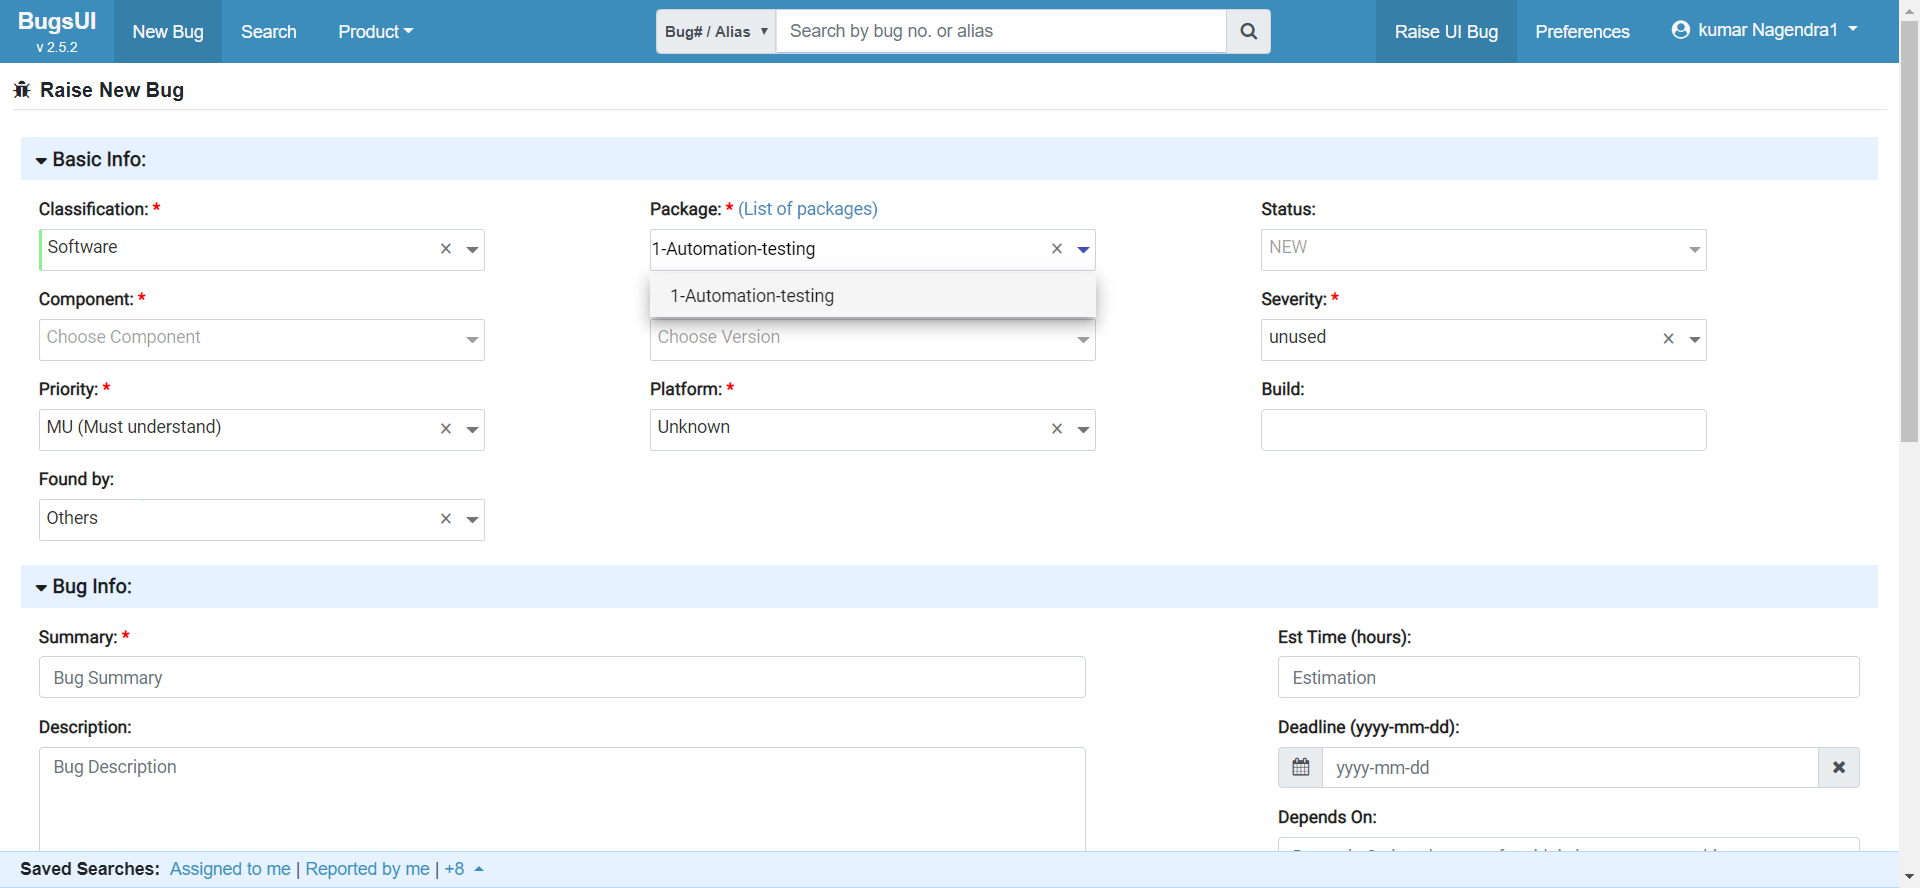 BugsUI
v 2.5.2
New Bug
Search
Product
Bug# / Alias
Search by bug no. or alias
Raise UI Bug
Preferences
kumar Nagendra1
Raise New Bug
Basic Info:
Classification: *
Package: * (List of packages)
Status:
Software
1-Automation-testing
NEW
1-Automation-testing
Component: *
Severity: *
Choose Component
Choose Version
unused
Priority: *
Platform: *
Build:
MU (Must understand)
Unknown
Found by:
Others
Bug Info:
Summary: *
Est Time (hours):
Bug Summary
Estimation
Description:
Deadline (yyyy-mm-dd):
Bug Description
yyyy-mm-dd
Depends On:
Saved Searches: Assigned to me | Reported by me | +8